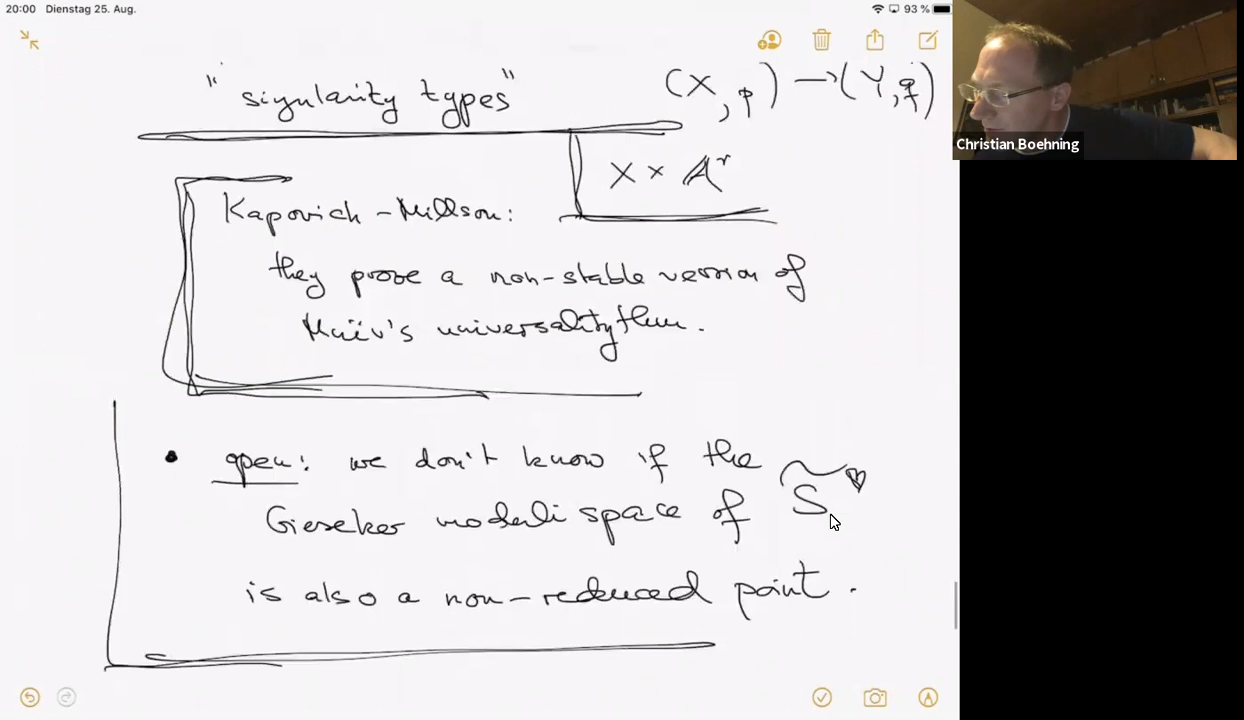 20:00 Dienstag 25. Aug.
93 %
"singularity types"
(X, p) → (Y, q)
X × 𝔸ʳ
Kapovich - Millson:
they prove a non-stable version of
Mnëv's universality thm.
• open: we don't know if the
Gieseker moduli space of S̃
is also a non-reduced point.
Christian Boehning